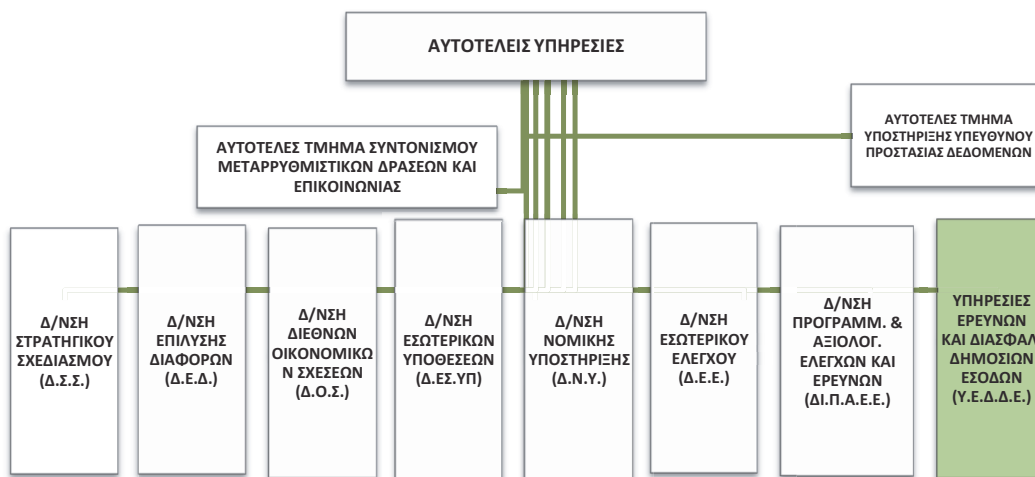 ΑΥΤΟΤΕΛΕΙΣ ΥΠΗΡΕΣΙΕΣ
ΑΥΤΟΤΕΛΕΣ ΤΜΗΜΑ
ΥΠΟΣΤΗΡΙΞΗΣ ΥΠΕΥΘΥΝΟΥ
ΠΡΟΣΤΑΣΙΑΣ ΔΕΔΟΜΕΝΩΝ
ΑΥΤΟΤΕΛΕΣ ΤΜΗΜΑ ΣΥΝΤΟΝΙΣΜΟΥ
ΜΕΤΑΡΡΥΘΜΙΣΤΙΚΩΝ ΔΡΑΣΕΩΝ ΚΑΙ
ΕΠΙΚΟΙΝΩΝΙΑΣ
Δ/ΝΣΗ
ΣΤΡΑΤΗΓΙΚΟΥ
ΣΧΕΔΙΑΣΜΟΥ
(Δ.Σ.Σ.)
Δ/ΝΣΗ
ΕΠΙΛΥΣΗΣ
ΔΙΑΦΟΡΩΝ
(Δ.Ε.Δ.)
Δ/ΝΣΗ
ΔΙΕΘΝΩΝ
ΟΙΚΟΝΟΜΙΚΩ
Ν ΣΧΕΣΕΩΝ
(Δ.Ο.Σ.)
Δ/ΝΣΗ
ΕΣΩΤΕΡΙΚΩΝ
ΥΠΟΘΕΣΕΩΝ
(Δ.ΕΣ.ΥΠ)
Δ/ΝΣΗ
ΝΟΜΙΚΗΣ
ΥΠΟΣΤΗΡΙΞΗΣ
(Δ.Ν.Υ.)
Δ/ΝΣΗ
ΕΣΩΤΕΡΙΚΟΥ
ΕΛΕΓΧΟΥ
(Δ.Ε.Ε.)
Δ/ΝΣΗ
ΠΡΟΓΡΑΜΜ. &
ΑΞΙΟΛΟΓ.
ΕΛΕΓΧΩΝ ΚΑΙ
ΕΡΕΥΝΩΝ
(ΔΙ.Π.Α.Ε.Ε.)
ΥΠΗΡΕΣΙΕΣ
ΕΡΕΥΝΩΝ
ΚΑΙ ΔΙΑΣΦΑΛ
ΔΗΜΟΣΙΩΝ
ΕΣΟΔΩΝ
(Υ.Ε.Δ.Δ.Ε.)